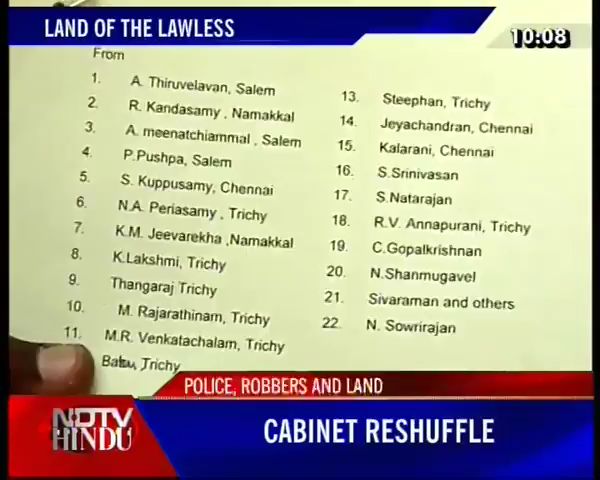 LAND OF THE LAWLESS
10:08
From
1. A. Thiruvelavan, Salem
2. R. Kandasamy , Namakkal
3. A. meenatchiammal , Salem
4. P.Pushpa, Salem
5. S. Kuppusamy, Chennai
6. N.A. Periasamy , Trichy
7. K.M. Jeevarekha ,Namakkal
8. K.Lakshmi, Trichy
9. Thangaraj Trichy
10. M. Rajarathinam, Trichy
11. M.R. Venkatachalam, Trichy
Babu, Trichy
13. Steephan, Trichy
14. Jeyachandran, Chennai
15. Kalarani, Chennai
16. S.Srinivasan
17. S.Natarajan
18. R.V. Annapurani, Trichy
19. C.Gopalkrishnan
20. N.Shanmugavel
21. Sivaraman and others
22. N. Sowrirajan
POLICE, ROBBERS AND LAND
NDTV
HINDU
CABINET RESHUFFLE